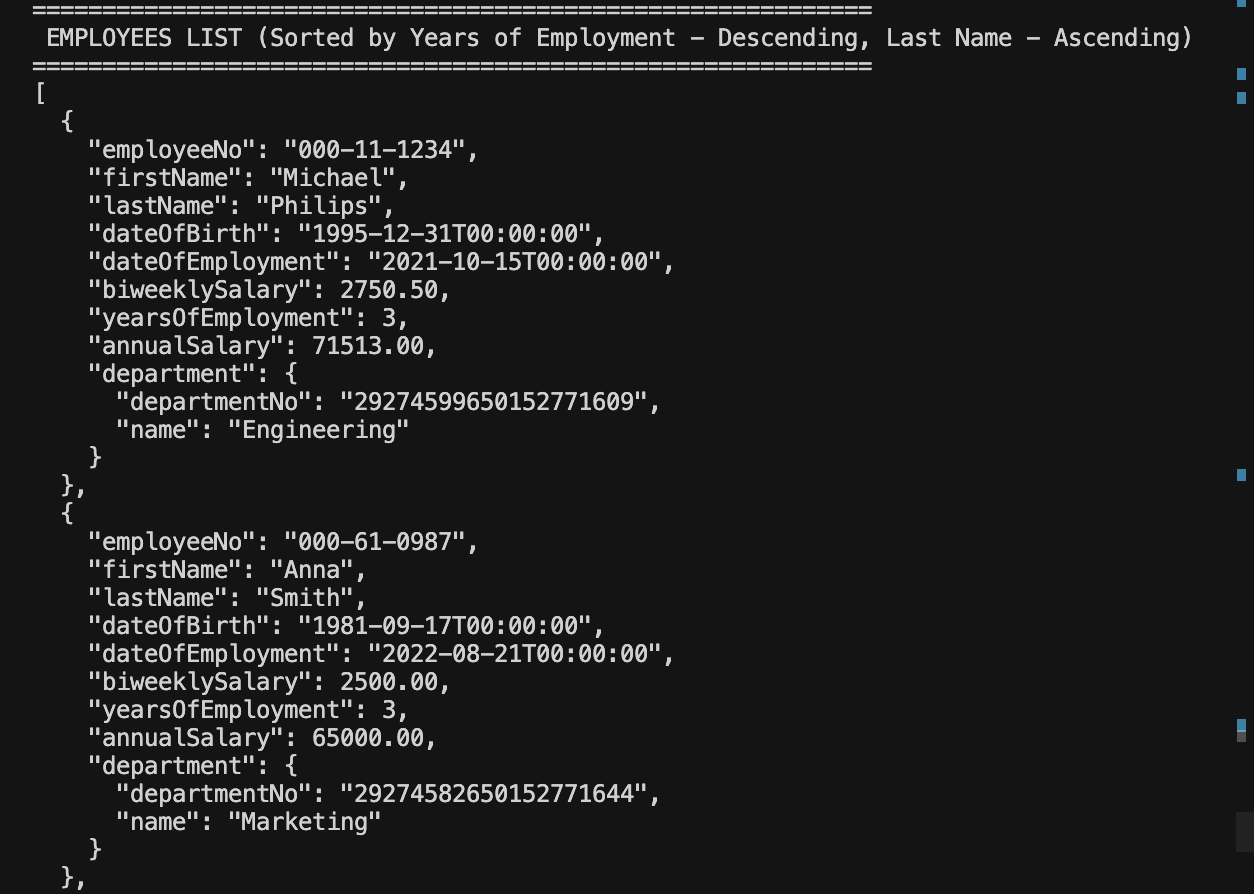 ============================================================
EMPLOYEES LIST (Sorted by Years of Employment - Descending, Last Name - Ascending)
============================================================
[
  {
    "employeeNo": "000-11-1234",
    "firstName": "Michael",
    "lastName": "Philips",
    "dateOfBirth": "1995-12-31T00:00:00",
    "dateOfEmployment": "2021-10-15T00:00:00",
    "biweeklySalary": 2750.50,
    "yearsOfEmployment": 3,
    "annualSalary": 71513.00,
    "department": {
      "departmentNo": "29274599650152771609",
      "name": "Engineering"
    }
  },
  {
    "employeeNo": "000-61-0987",
    "firstName": "Anna",
    "lastName": "Smith",
    "dateOfBirth": "1981-09-17T00:00:00",
    "dateOfEmployment": "2022-08-21T00:00:00",
    "biweeklySalary": 2500.00,
    "yearsOfEmployment": 3,
    "annualSalary": 65000.00,
    "department": {
      "departmentNo": "29274582650152771644",
      "name": "Marketing"
    }
  },